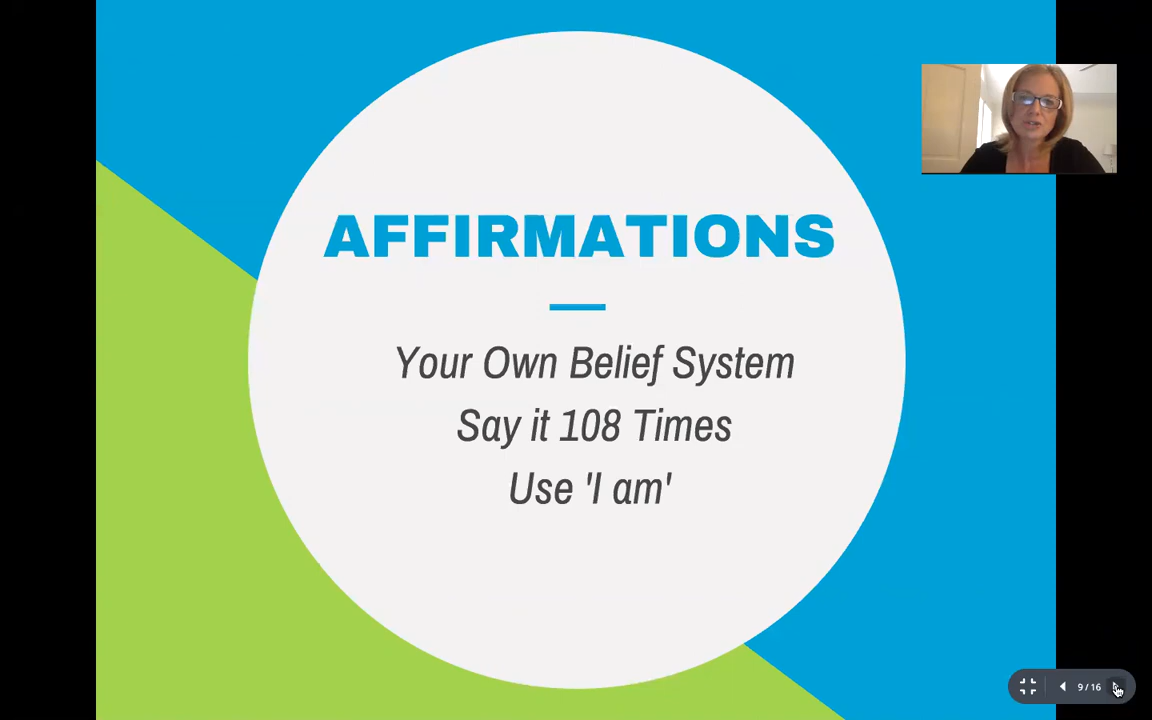 AFFIRMATIONS
Your Own Belief System
Say it 108 Times
Use 'I am'
9 / 16